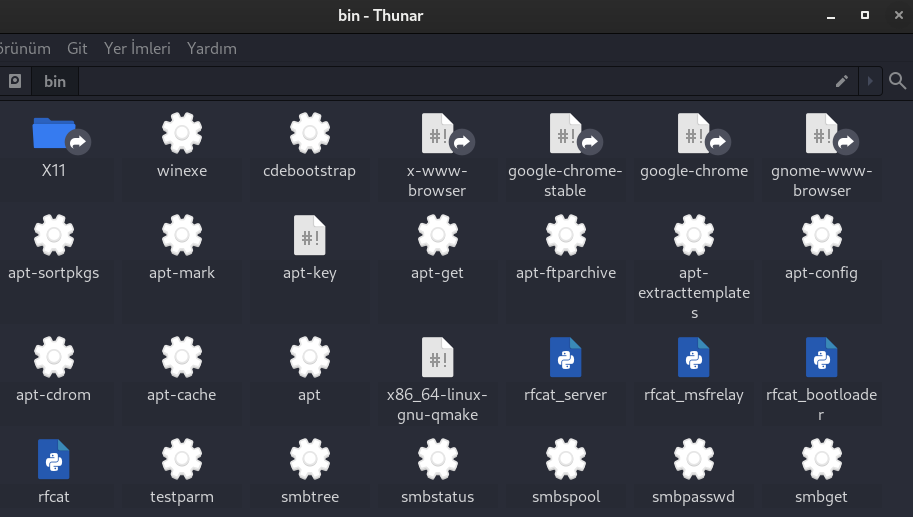 bin - Thunar
örünüm Git Yer İmleri Yardım
bin
X11 winexe cdebootstrap x-www-browser google-chrome-stable google-chrome gnome-www-browser
apt-sortpkgs apt-mark apt-key apt-get apt-ftparchive apt-extracttemplates apt-config
apt-cdrom apt-cache apt x86_64-linux-gnu-qmake rfcat_server rfcat_msfrelay rfcat_bootloader
rfcat testparm smbtree smbstatus smbspool smbpasswd smbget